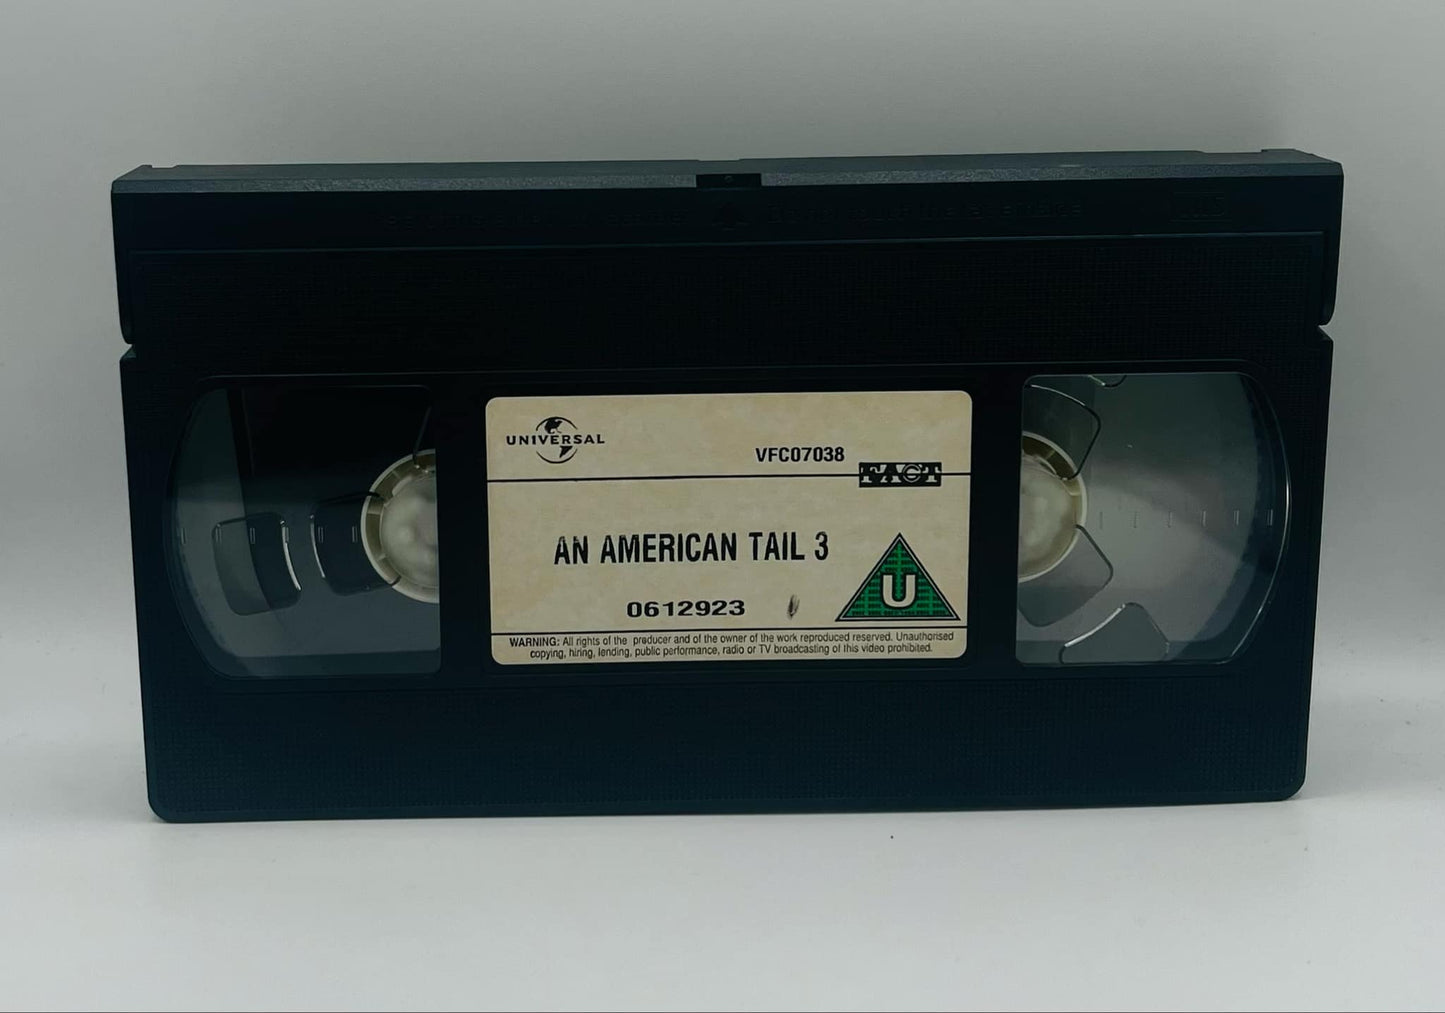 UNIVERSAL
VFC07038
FACT
AN AMERICAN TAIL 3
U
0612923
WARNING: All rights of the producer and of the owner of the work reproduced reserved. Unauthorised
copying, hiring, lending, public performance, radio or TV broadcasting of this video prohibited.